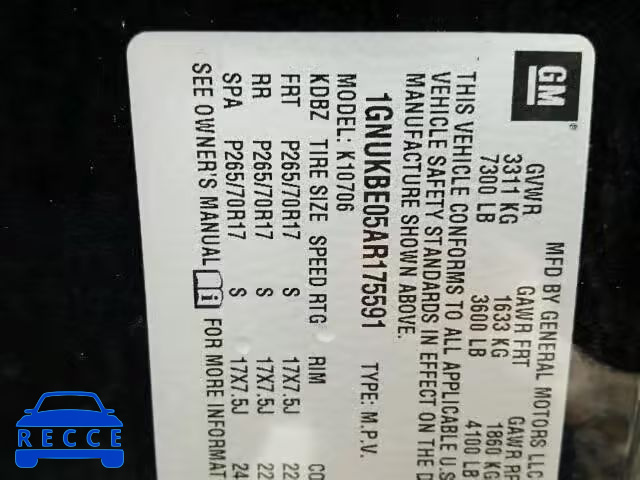 GM
®
MFD BY GENERAL MOTORS LLC
GVWR GAWR FRT GAWR
3311 KG 1633 KG 1860 KG
7300 LB 3600 LB 4100 LB
THIS VEHICLE CONFORMS TO ALL APPLICABLE U.S
VEHICLE SAFETY STANDARDS IN EFFECT ON THE
MANUFACTURE SHOWN ABOVE.
1GNUKBE05AR175591 TYPE: M.P.V.
MODEL: K10706
KDBZ TIRE SIZE SPEED RTG RIM
FRT P265/70R17 S 17X7.5J
RR P265/70R17 S 17X7.5J
SPA P265/70R17 S 17X7.5J
SEE OWNER'S MANUAL i FOR MORE
RECCE